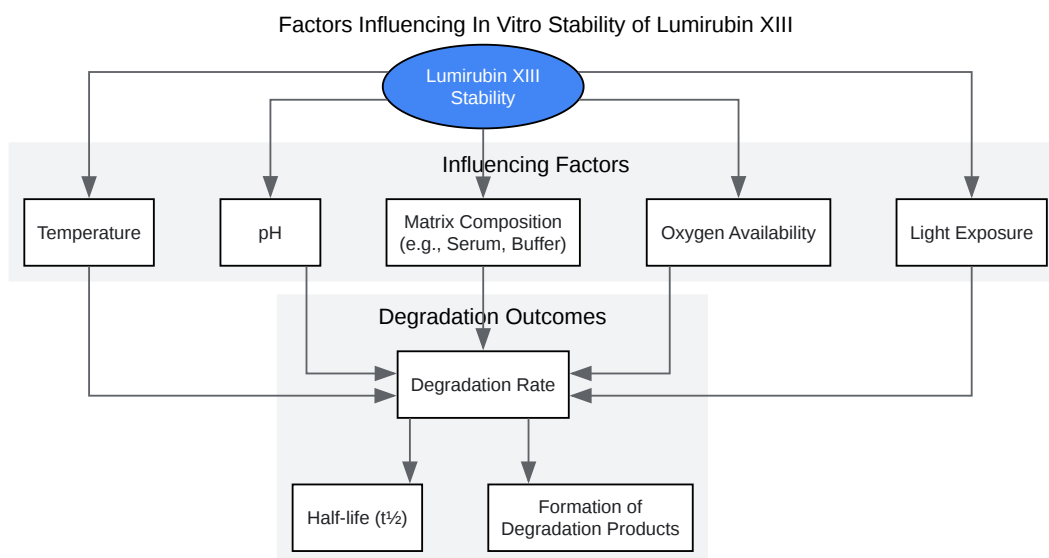 Factors Influencing In Vitro Stability of Lumirubin XIII
Lumirubin XIII
Stability
Influencing Factors
Temperature
pH
Matrix Composition
(e.g., Serum, Buffer)
Oxygen Availability
Light Exposure
Degradation Outcomes
Degradation Rate
Half-life (t½)
Formation of
Degradation Products